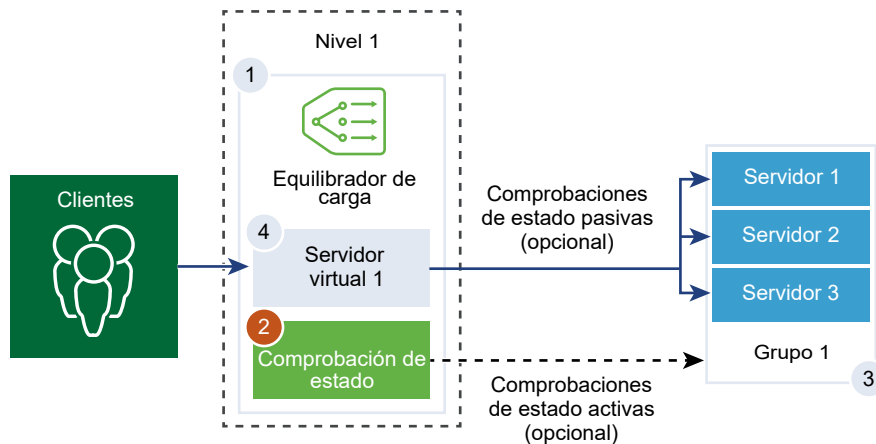 Nivel 1
1
Equilibrador de
carga
Clientes
4
Servidor
virtual 1
2
Comprobación de
estado
Comprobaciones
de estado pasivas
(opcional)
Comprobaciones
de estado activas
(opcional)
Servidor 1
Servidor 2
Servidor 3
Grupo 1
3